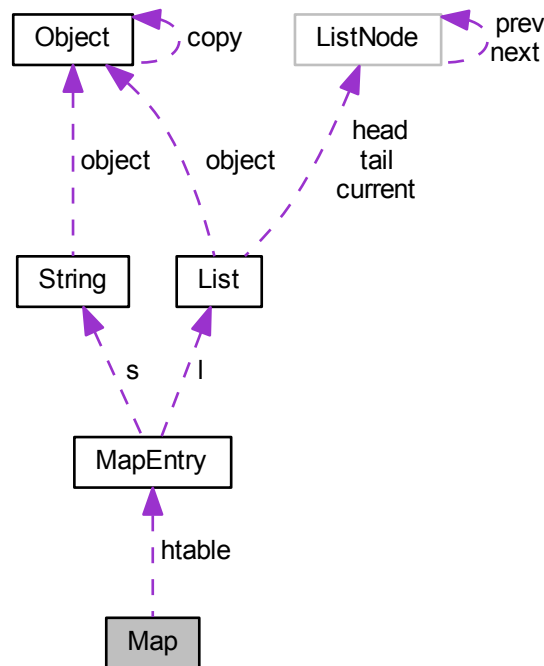 Object
copy
ListNode
prev
next
object
object
head
tail
current
String
List
s
l
MapEntry
htable
Map